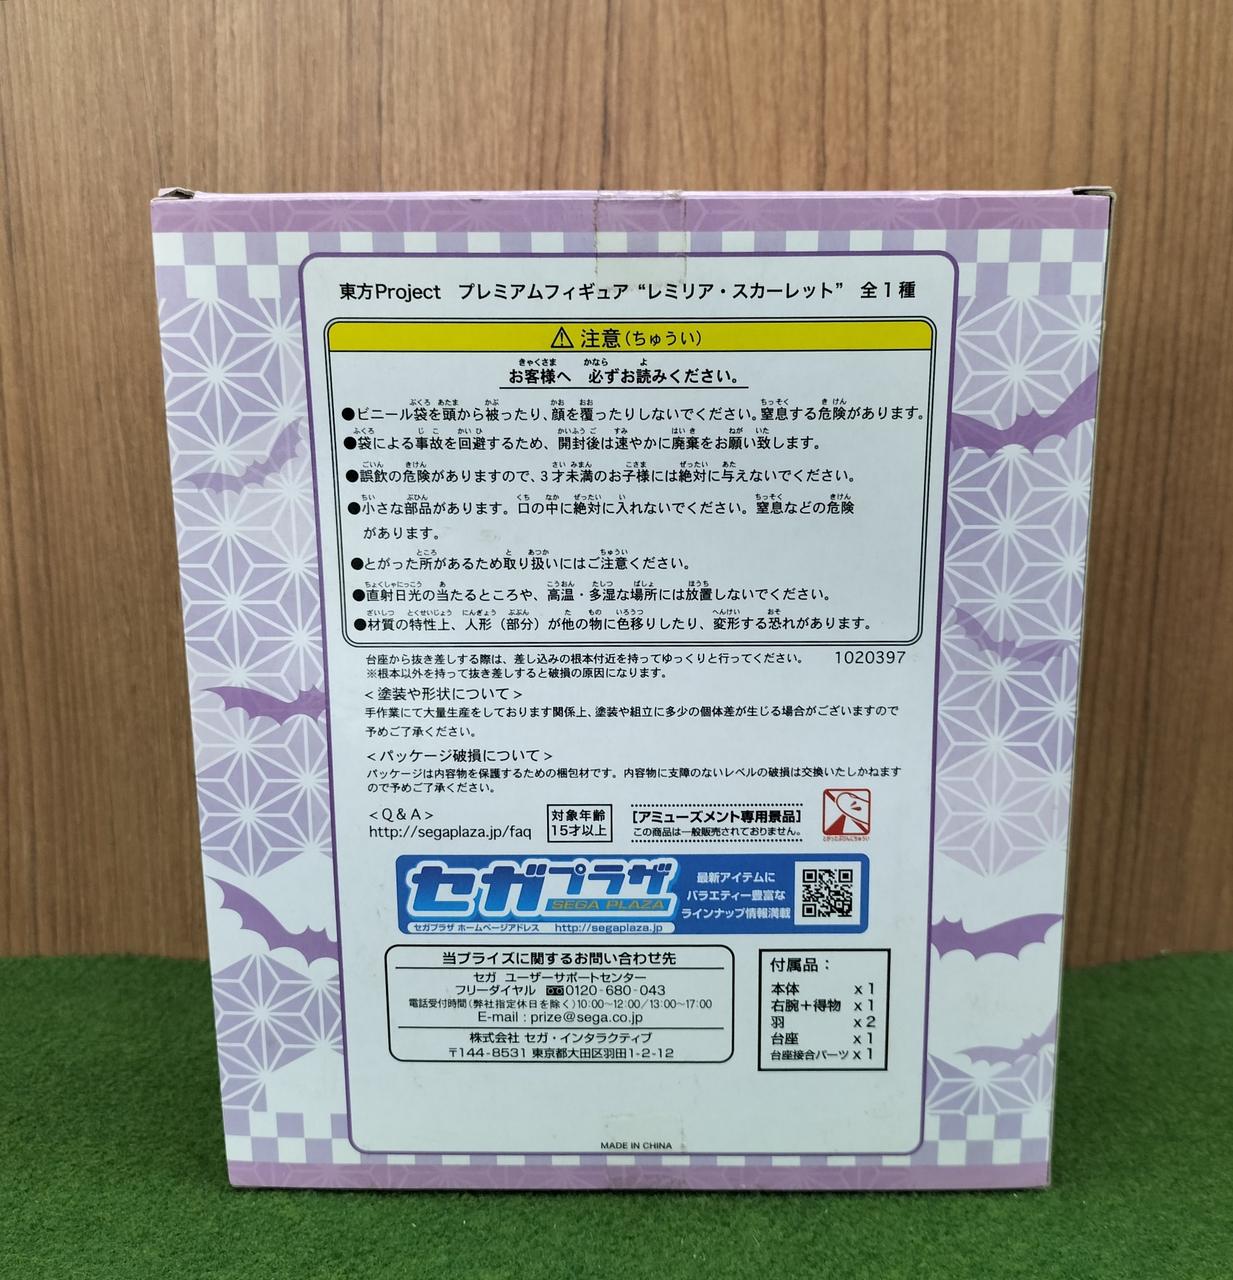 東方Project プレミアムフィギュア“レミリア・スカーレット” 全1種
注意(ちゅうい)
お客様へ 必ずお読みください。
●ビニール袋を頭から被ったり、顔を覆ったりしないでください。窒息する危険があります。
●袋による事故を回避するため、開封後は速やかに廃棄をお願い致します。
●誤飲の危険がありますので、3才未満のお子様には絶対に与えないでください。
●小さな部品があります。口の中に絶対に入れないでください。窒息などの危険
があります。
●とがった所があるため取り扱いにはご注意ください。
●直射日光の当たるところや、高温・多湿な場所には放置しないでください。
●材質の特性上、人形(部分)が他の物に色移りしたり、変形する恐れがあります。
台座から抜き差しする際は、差し込みの根本付近を持ってゆっくりと行ってください。 1020397
※根本以外を持って抜き差しすると破損の原因になります。
<塗装や形状について>
手作業にて大量生産をしております関係上、塗装や組立に多少の個体差が生じる場合がございますので
予めご了承ください。
<パッケージ破損について>
パッケージは内容物を保護するための梱包材です。内容物に支障のないレベルの破損は交換いたしかねます
ので予めご了承ください。
<Q&A>
http://segaplaza.jp/faq
対象年齢
15才以上
[アミューズメント専用景品]
この商品は一般販売されておりません。
とがったぶひんにちゅうい
セガプラザ
SEGA PLAZA
セガプラザ ホームページアドレス http://segaplaza.jp
最新アイテムに
バラエティー豊富な
ラインナップ情報満載
当プライズに関するお問い合わせ先
セガ ユーザーサポートセンター
フリーダイヤル 0120-680-043
電話受付時間(弊社指定休日を除く)10:00~12:00/13:00~17:00
E-mail : prize@sega.co.jp
株式会社 セガ・インタラクティブ
〒144-8531 東京都大田区羽田1-2-12
付属品:
本体 x1
右腕+得物 x1
羽 x2
台座 x1
台座接合パーツ x1
MADE IN CHINA